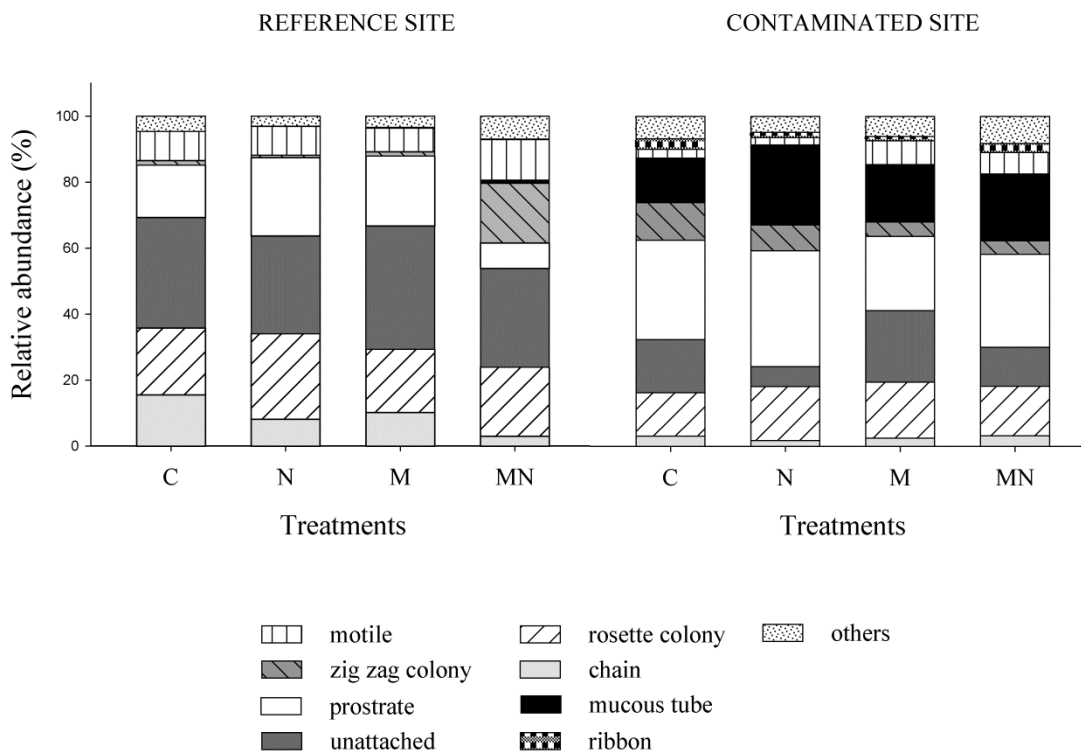 REFERENCE SITE
CONTAMINATED SITE
Relative abundance (%)
100
80
60
40
20
0
C N M MN
C N M MN
Treatments
Treatments
motile
zig zag colony
prostrate
unattached
rosette colony
chain
mucous tube
ribbon
others